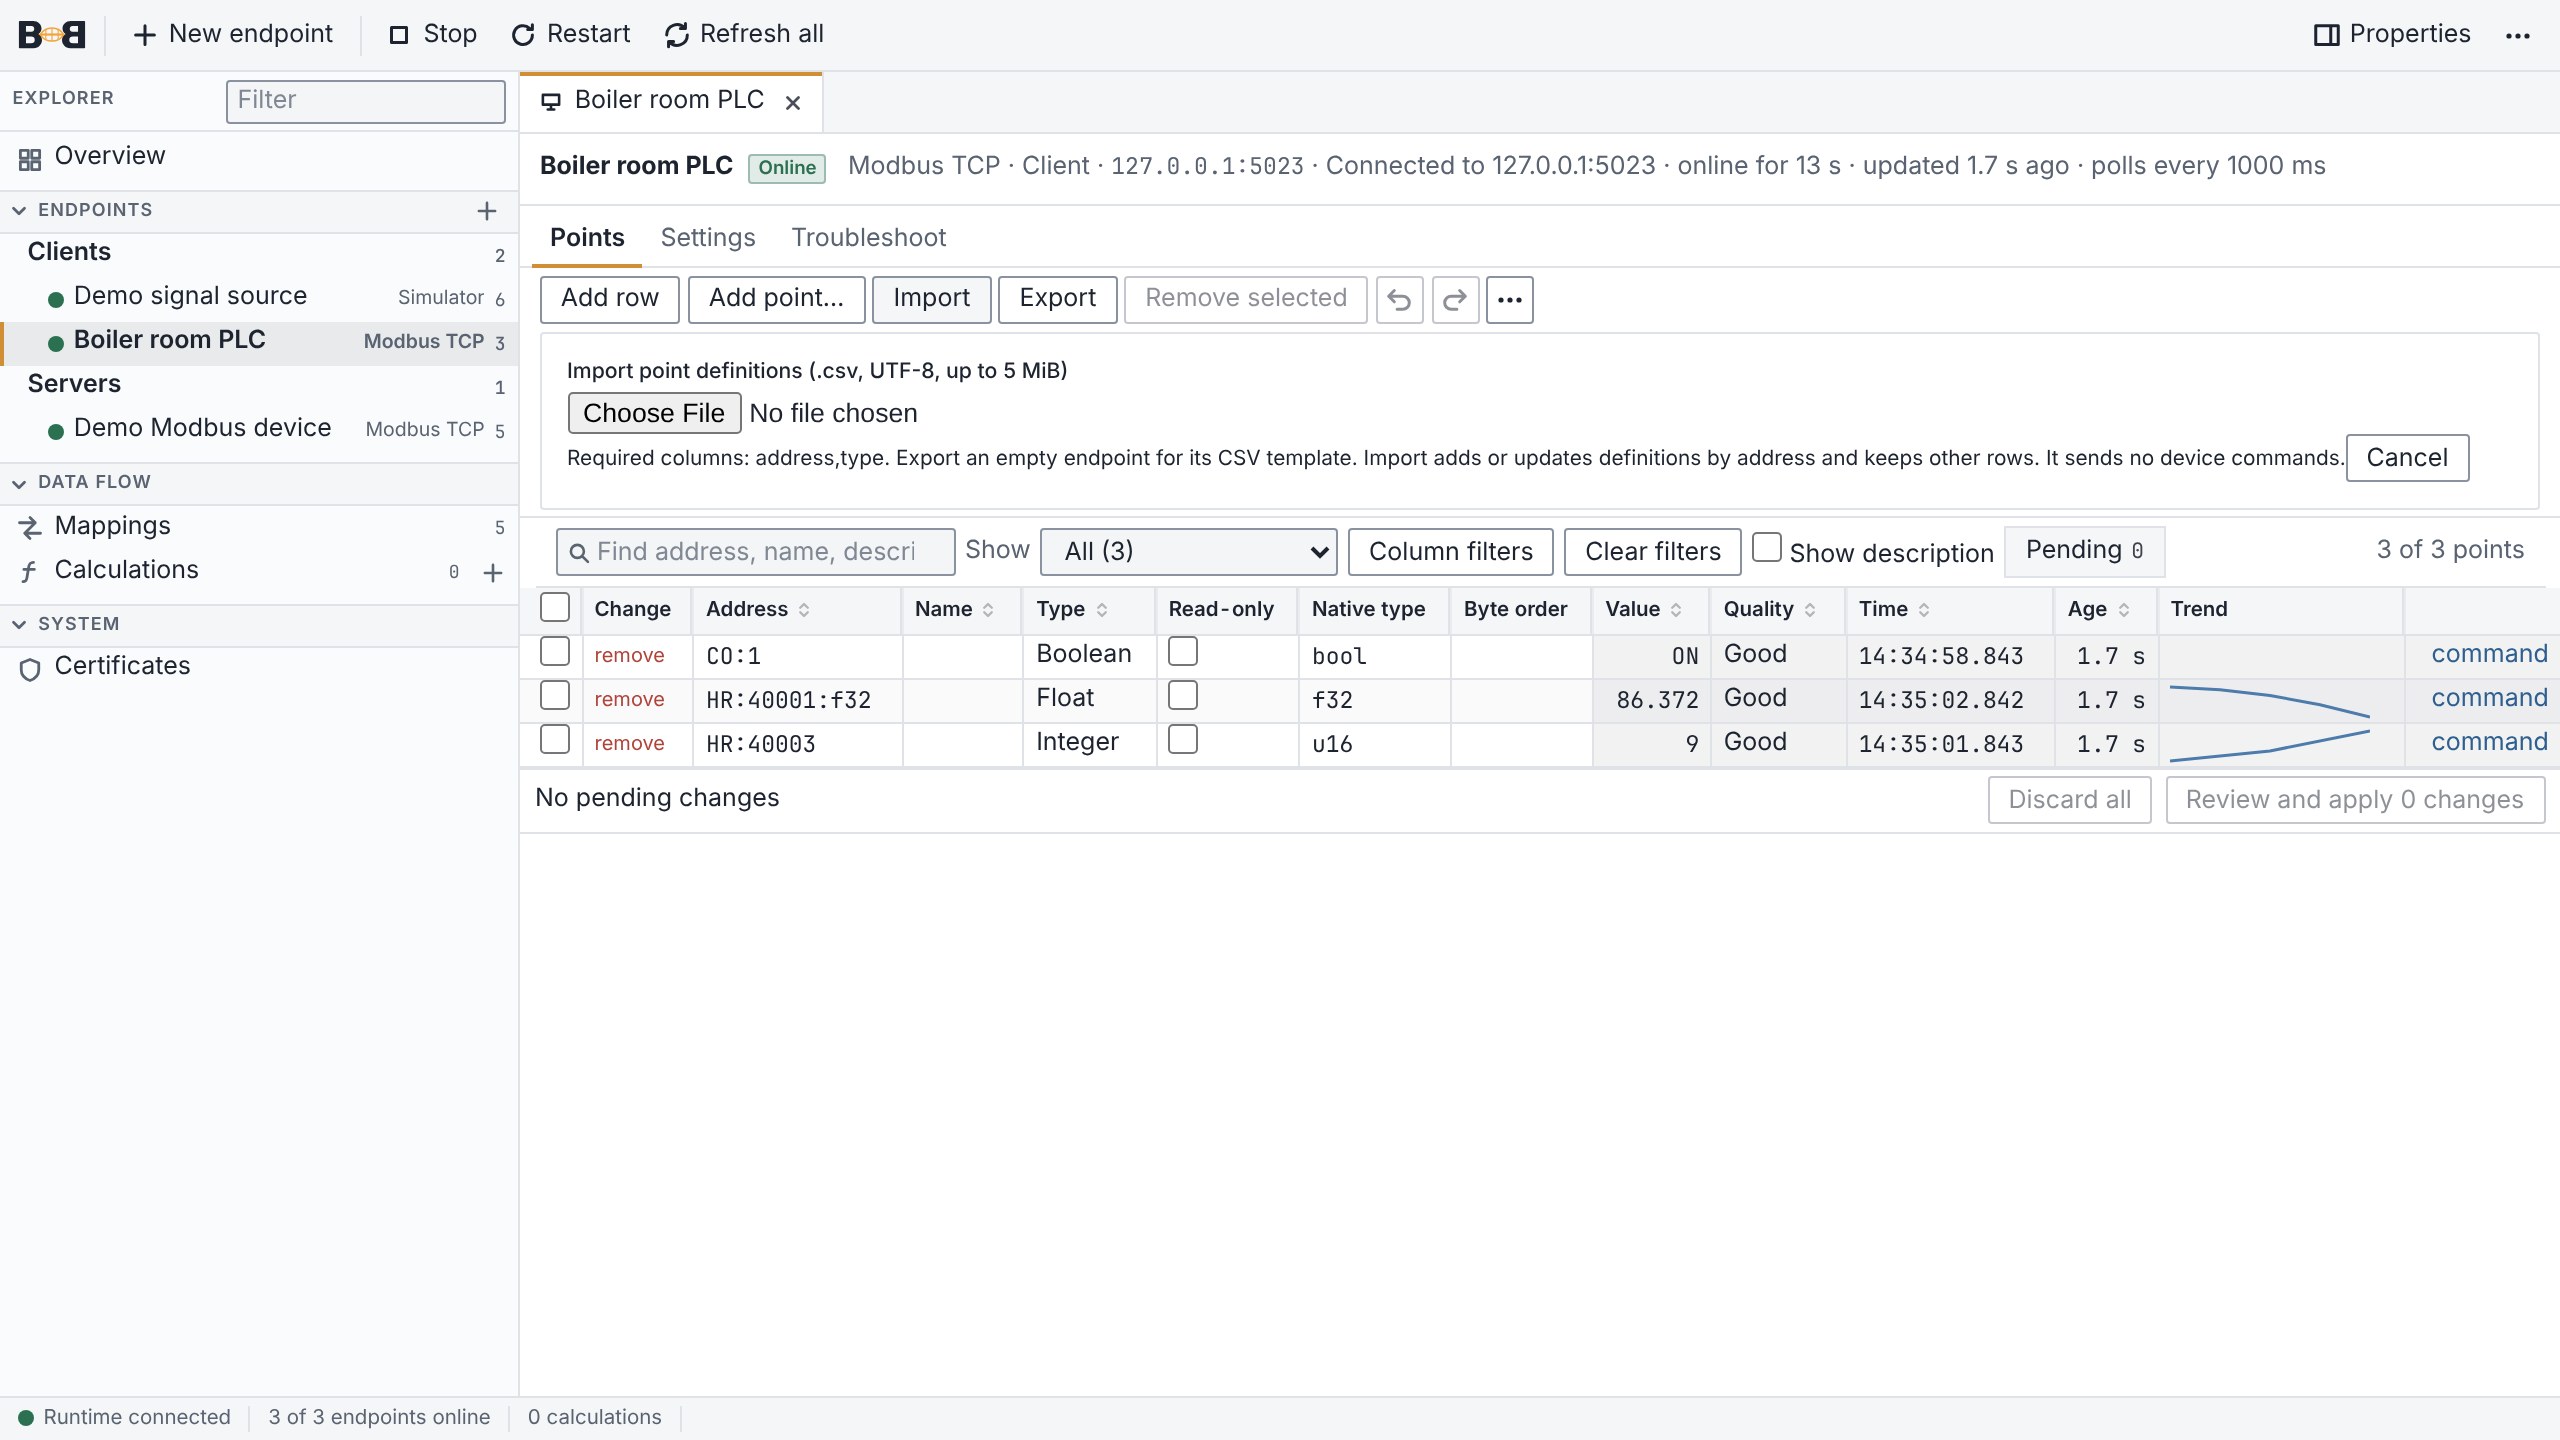 BB
New endpoint
Stop
Restart
Refresh all
Properties
EXPLORER
Filter
Overview
ENDPOINTS
Clients 2
Demo signal source Simulator 6
Boiler room PLC Modbus TCP 3
Servers 1
Demo Modbus device Modbus TCP 5
DATA FLOW
Mappings 5
Calculations 0
SYSTEM
Certificates
Boiler room PLC
Boiler room PLC Online Modbus TCP · Client · 127.0.0.1:5023 · Connected to 127.0.0.1:5023 · online for 13 s · updated 1.7 s ago · polls every 1000 ms
Points Settings Troubleshoot
Add row Add point... Import Export Remove selected
Import point definitions (.csv, UTF-8, up to 5 MiB)
Choose File No file chosen
Required columns: address,type. Export an empty endpoint for its CSV template. Import adds or updates definitions by address and keeps other rows. It sends no device commands. Cancel
Find address, name, descri Show All (3) Column filters Clear filters Show description Pending 0 3 of 3 points
Change Address Name Type Read-only Native type Byte order Value Quality Time Age Trend
remove CO:1 Boolean bool ON Good 14:34:58.843 1.7 s command
remove HR:40001:f32 Float f32 86.372 Good 14:35:02.842 1.7 s command
remove HR:40003 Integer u16 9 Good 14:35:01.843 1.7 s command
No pending changes Discard all Review and apply 0 changes
Runtime connected 3 of 3 endpoints online 0 calculations